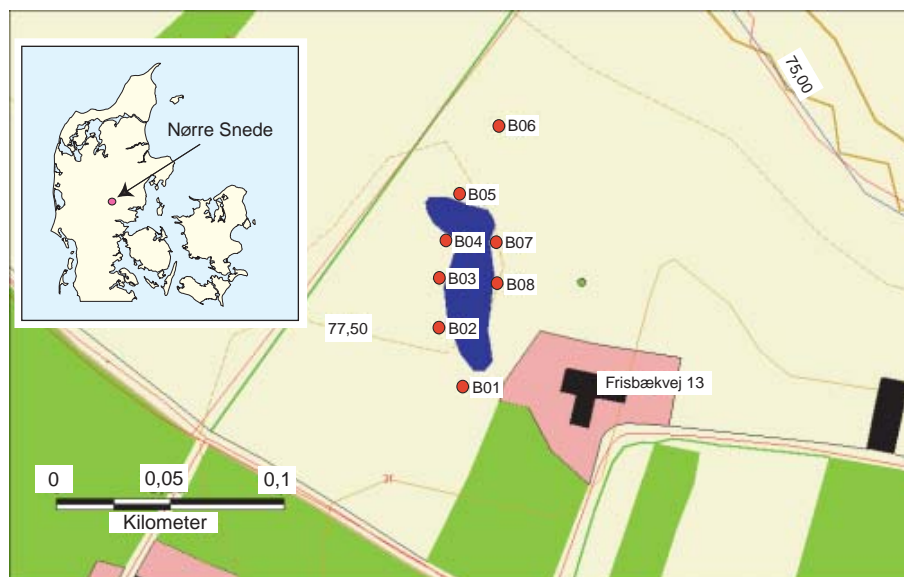 Nørre Snede
75,00
B06
B05
B04
B07
B03
B08
77,50
B02
B01
Frisbækvej 13
0 0,05 0,1
Kilometer